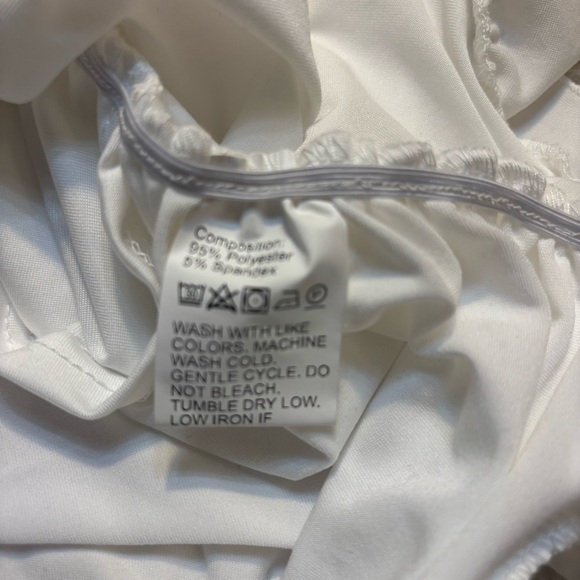 Composition:
95% Polyester
5% Spandex
WASH WITH LIKE
COLORS. MACHINE
WASH COLD.
GENTLE CYCLE. DO
NOT BLEACH.
TUMBLE DRY LOW.
LOW IRON IF